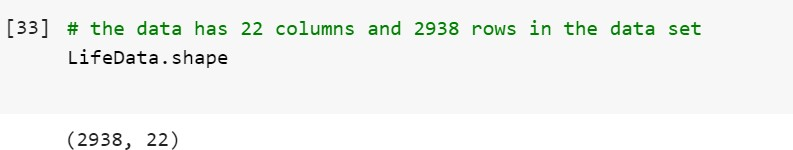 [33] # the data has 22 columns and 2938 rows in the data set
LifeData.shape
(2938, 22)